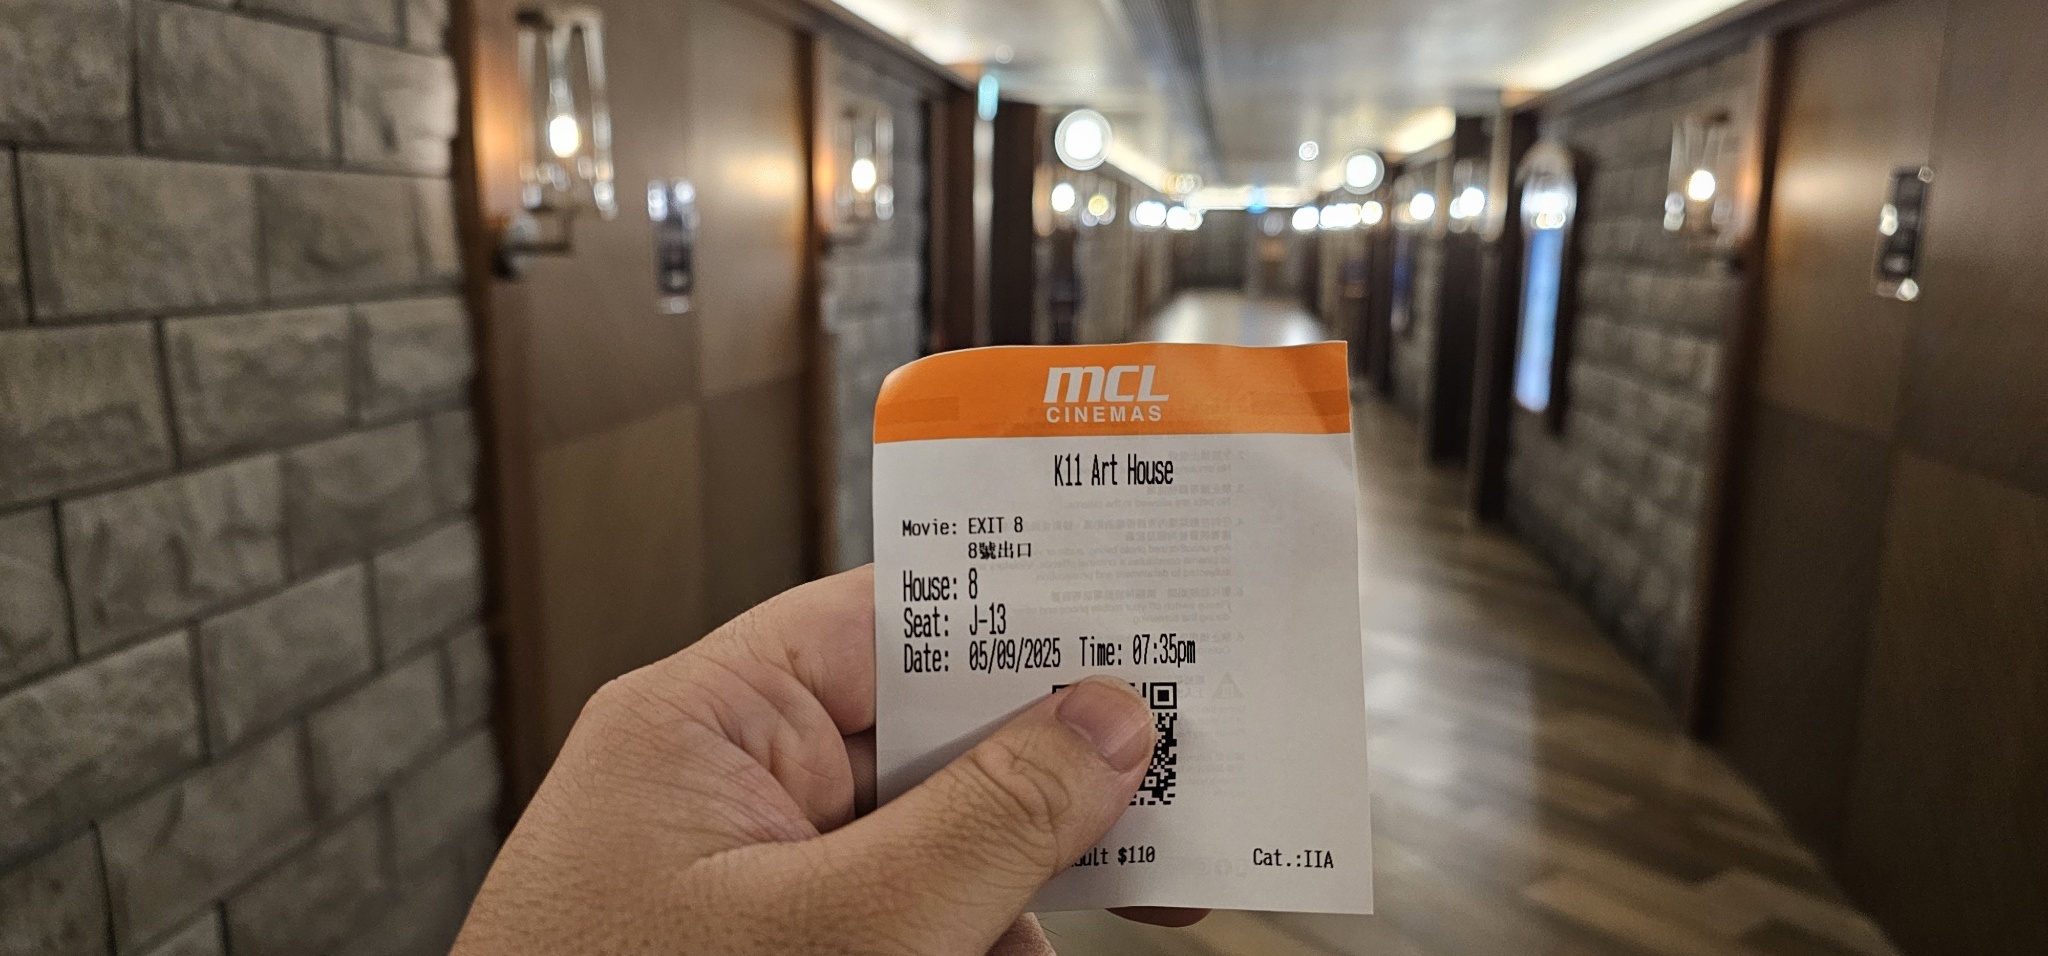 MCL
CINEMAS
K11 Art House
Movie: EXIT 8
8號出口
House: 8
Seat: J-13
Date: 05/09/2025 Time: 07:35pm
$110 Cat.:IIA